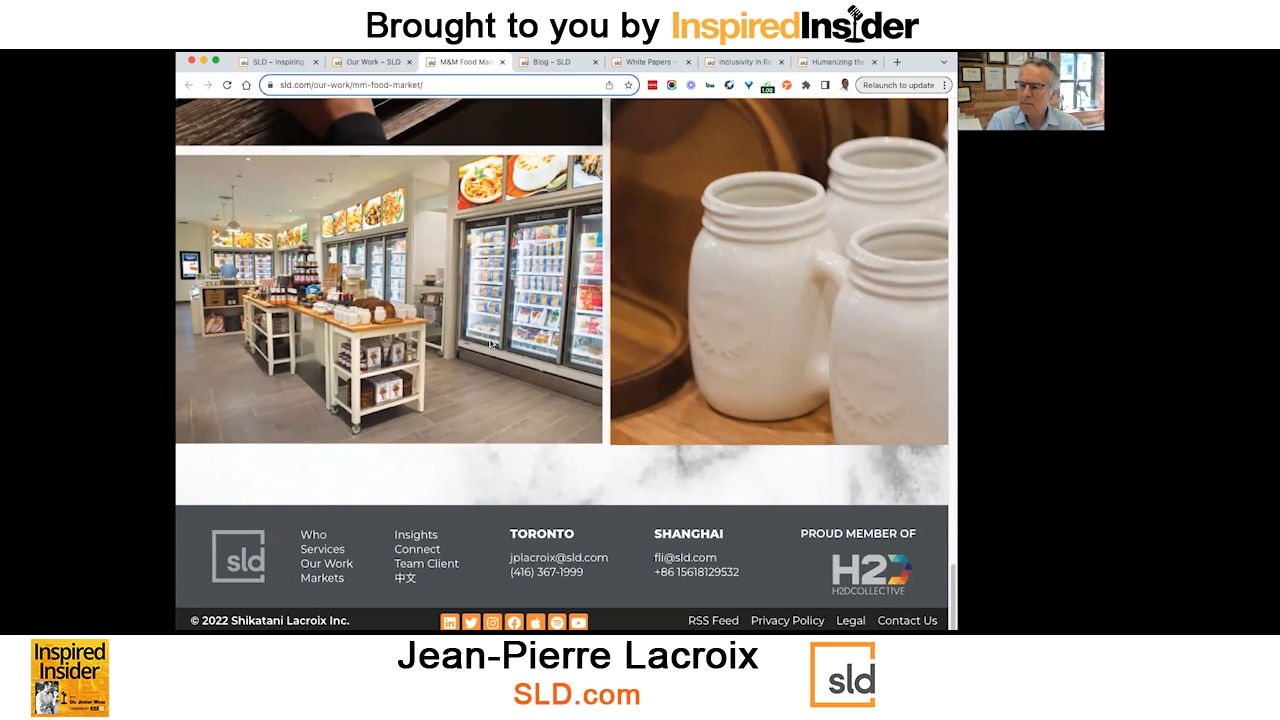 Brought to you by InspiredInsider
SLD – Inspiring
Our Work – SLD
M&M Food Mar
Blog – SLD
White Papers –
Inclusivity in Re
Humanizing the
sld.com/our-work/mm-food-market/
Relaunch to update
1.00
sld
Who
Services
Our Work
Markets
Insights
Connect
Team Client
中文
TORONTO
jplacroix@sld.com
(416) 367-1999
SHANGHAI
fli@sld.com
+86 15618129532
PROUD MEMBER OF
H2D
H2DCOLLECTIVE
© 2022 Shikatani Lacroix Inc.
RSS Feed
Privacy Policy
Legal
Contact Us
Inspired
Insider
Jean-Pierre Lacroix
SLD.com
sld